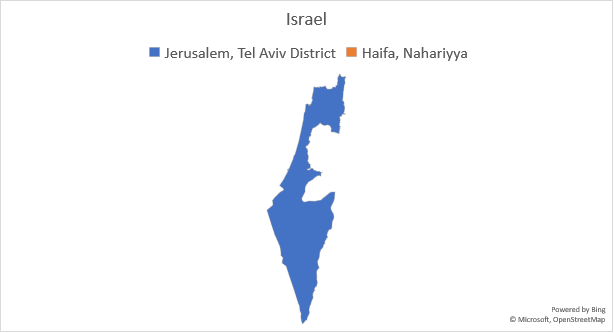 Israel
Jerusalem, Tel Aviv District Haifa, Nahariyya
Powered by Bing
© Microsoft, OpenStreetMap